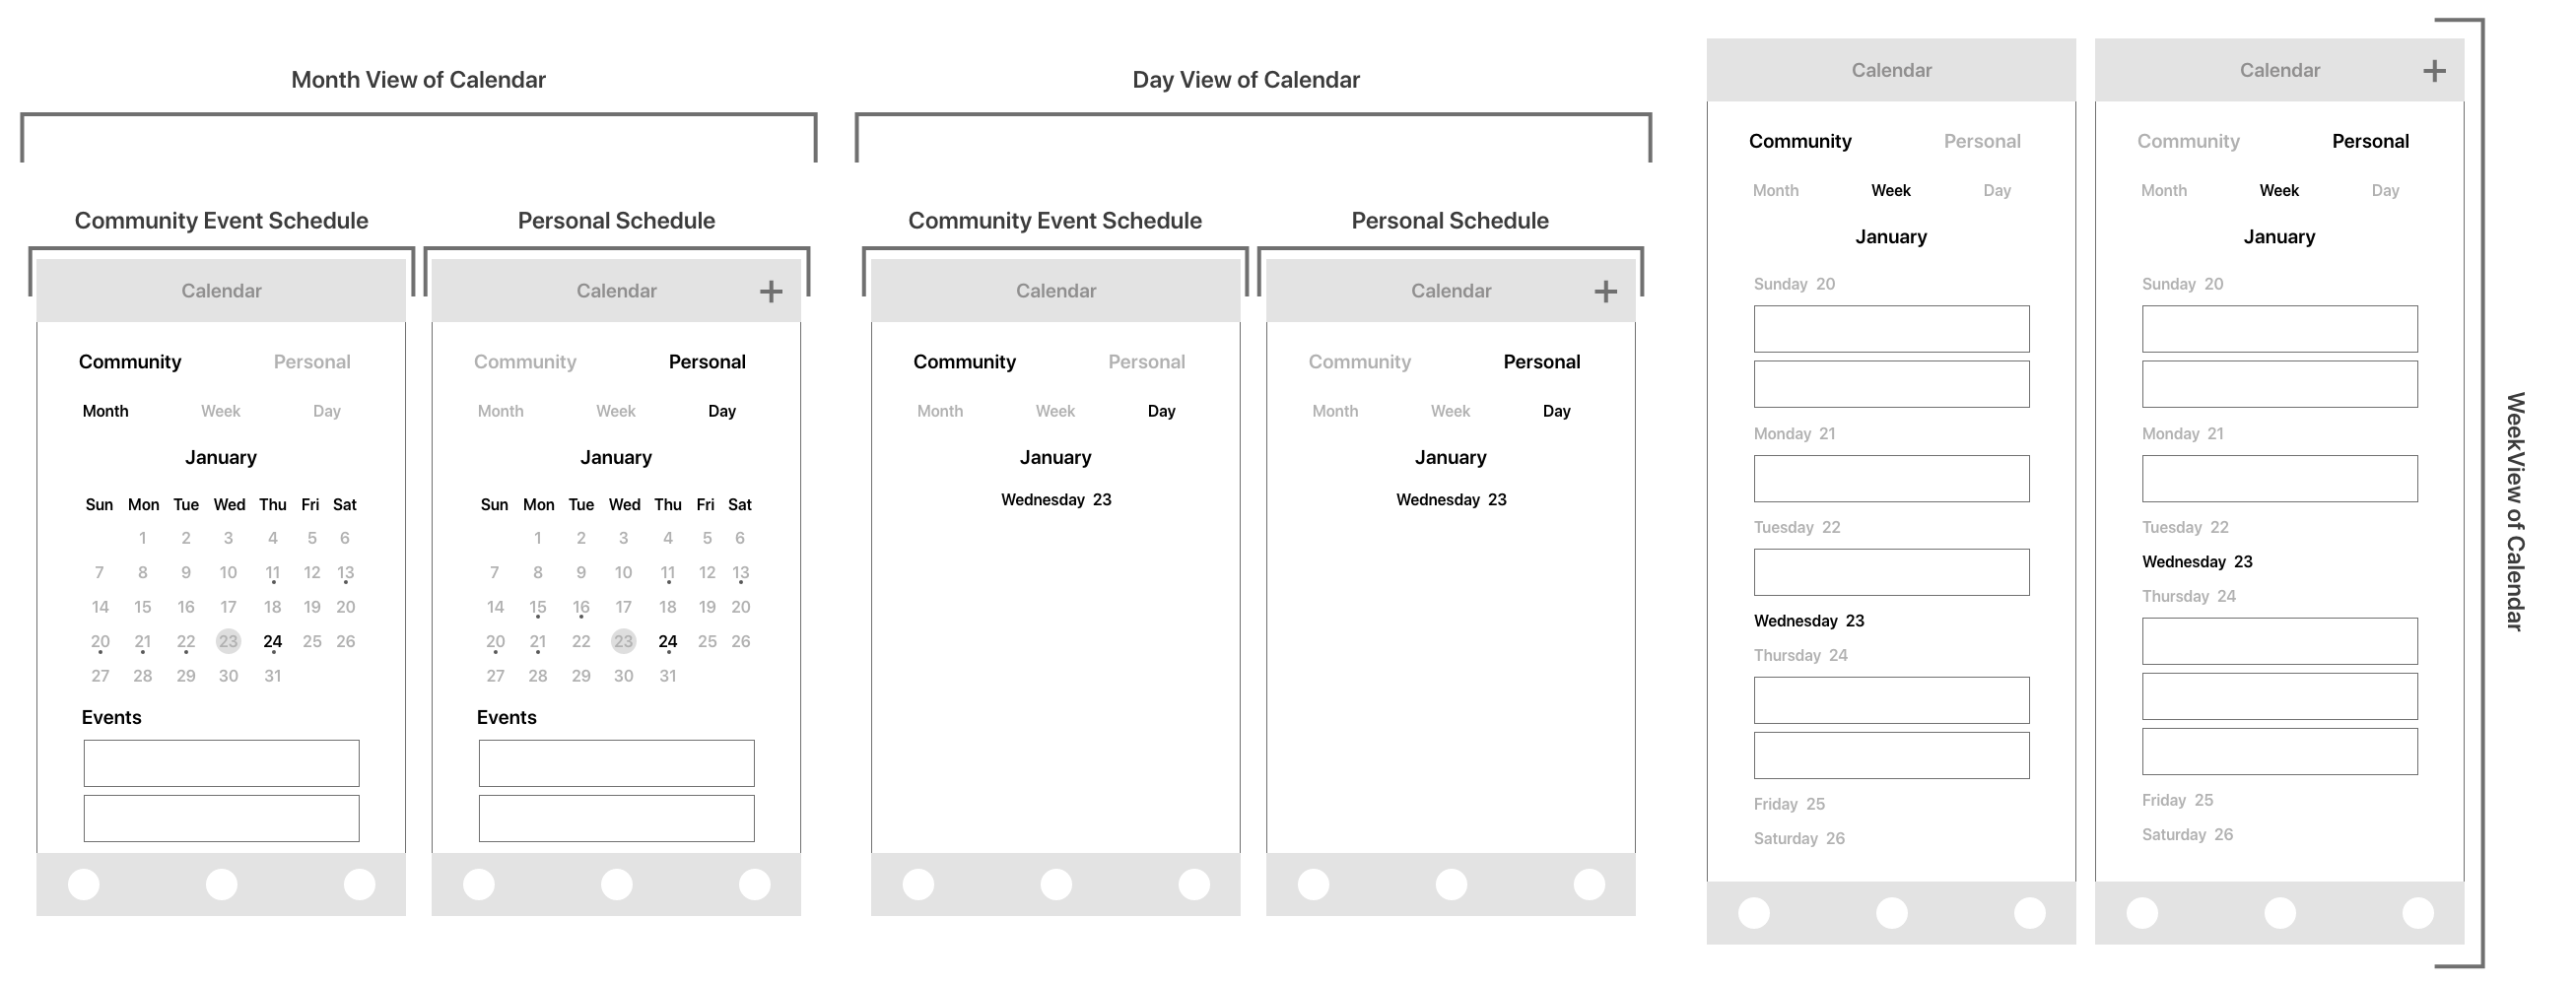 Month View of Calendar
Community Event Schedule
Calendar
Community Personal
Month Week Day
January
Sun Mon Tue Wed Thu Fri Sat
1 2 3 4 5 6
7 8 9 10 11 12 13
14 15 16 17 18 19 20
20 21 22 23 24 25 26
27 28 29 30 31
Events
Personal Schedule
Calendar +
Community Personal
Month Week Day
January
Sun Mon Tue Wed Thu Fri Sat
1 2 3 4 5 6
7 8 9 10 11 12 13
14 15 16 17 18 19 20
20 21 22 23 24 25 26
27 28 29 30 31
Events
Day View of Calendar
Community Event Schedule
Calendar
Community Personal
Month Week Day
January
Wednesday 23
Personal Schedule
Calendar +
Community Personal
Month Week Day
January
Wednesday 23
Calendar
Community Personal
Month Week Day
January
Sunday 20
Monday 21
Tuesday 22
Wednesday 23
Thursday 24
Friday 25
Saturday 26
Calendar +
Community Personal
Month Week Day
January
Sunday 20
Monday 21
Tuesday 22
Wednesday 23
Thursday 24
Friday 25
Saturday 26
WeekView of Calendar